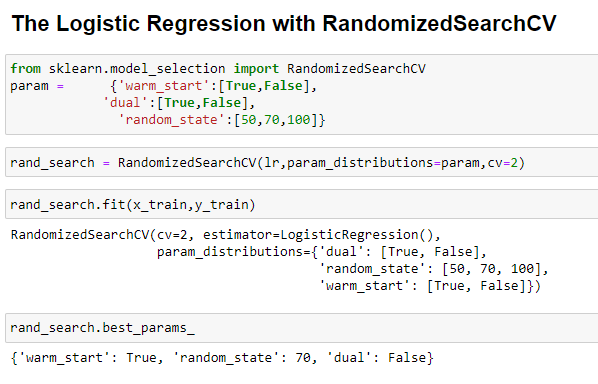 The Logistic Regression with RandomizedSearchCV
from sklearn.model_selection import RandomizedSearchCV
param =      {'warm_start':[True,False],
            'dual':[True,False],
              'random_state':[50,70,100]}
rand_search = RandomizedSearchCV(lr,param_distributions=param,cv=2)
rand_search.fit(x_train,y_train)
RandomizedSearchCV(cv=2, estimator=LogisticRegression(),
                   param_distributions={'dual': [True, False],
                                        'random_state': [50, 70, 100],
                                        'warm_start': [True, False]})
rand_search.best_params_
{'warm_start': True, 'random_state': 70, 'dual': False}